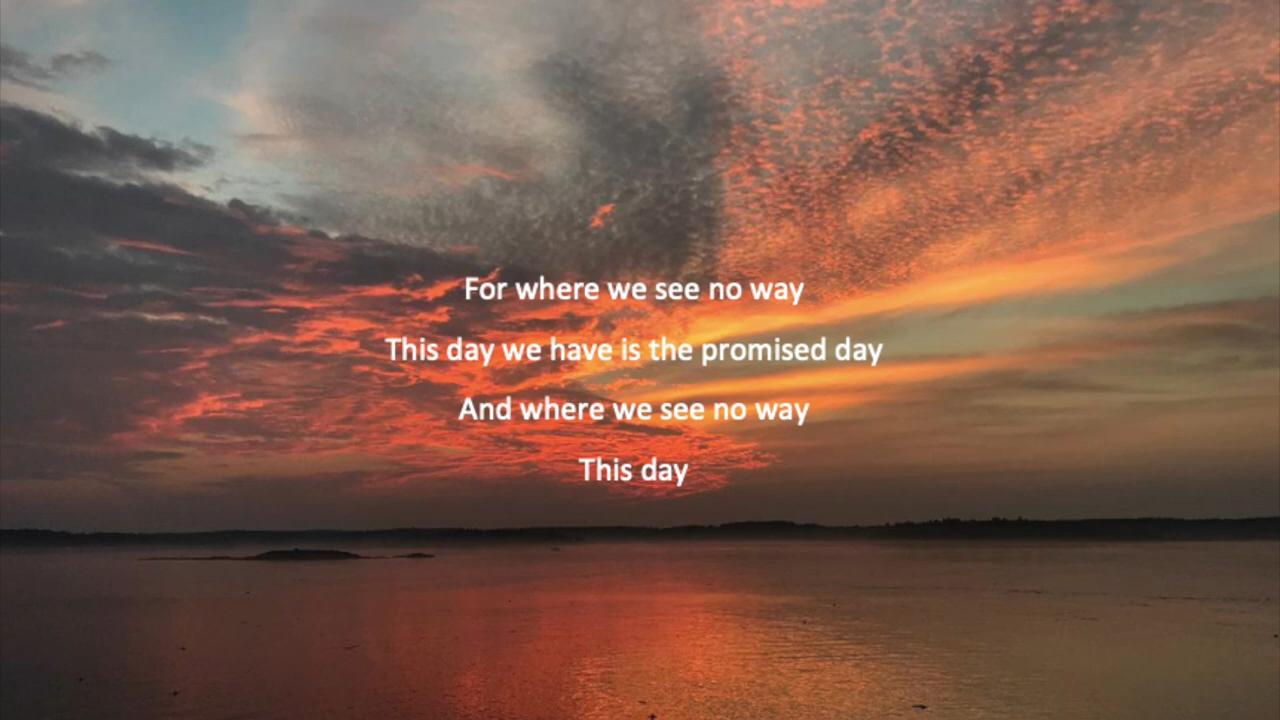 For where we see no way
This day we have is the promised day
And where we see no way
This day